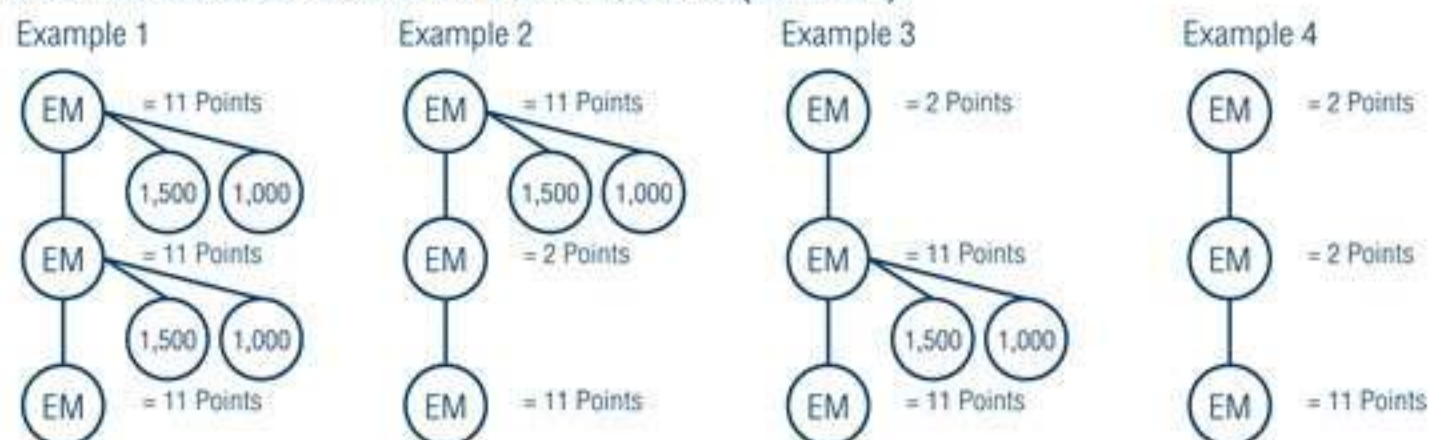 Example 1 Example 2 Example 3 Example 4
EM = 11 Points EM = 11 Points EM = 2 Points EM = 2 Points
1,500 1,000 1,500 1,000
EM = 11 Points EM = 2 Points EM = 11 Points EM = 2 Points
1,500 1,000 1,500 1,000
EM = 11 Points EM = 11 Points EM = 11 Points EM = 11 Points